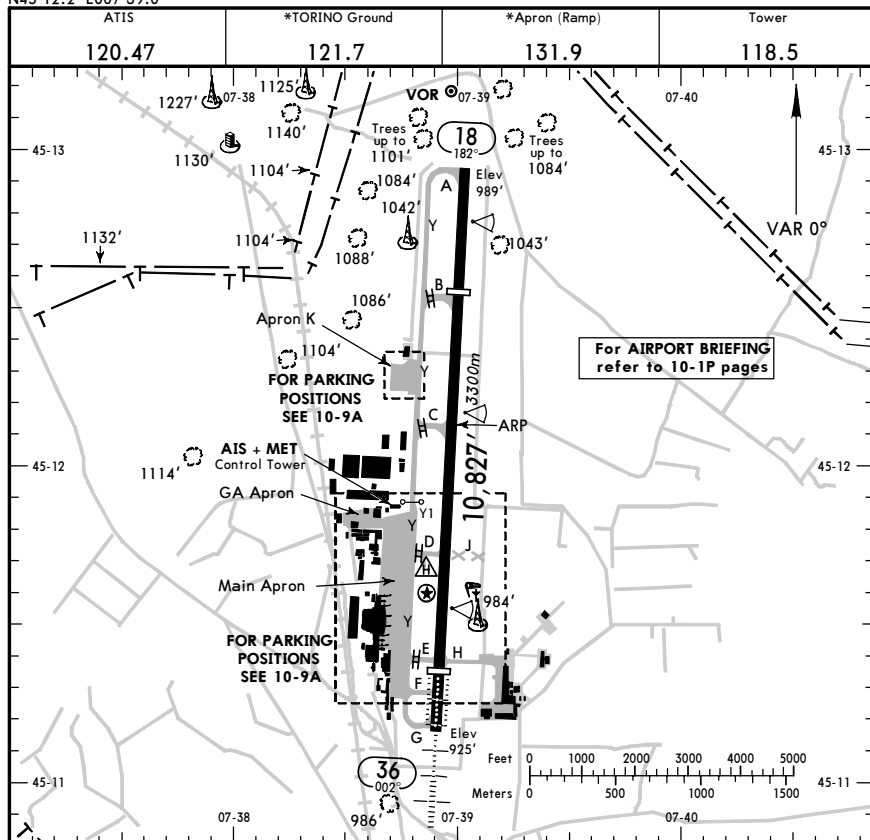 N45 12.2 E007 39.0
ATIS
*TORINO Ground
*Apron (Ramp)
Tower
120.47
121.7
131.9
118.5
1227'
07-38
1125'
VOR
07-39
07-40
1140'
Trees
up to
1101
18
182°
Trees
up to
1084'
45-13
1130'
45-13
1104'
1084'
A
Elev
989'
1042'
Y
VAR 0°
1132'
1104'
1088'
1043'
B
1086'
Apron K
1104'
Y
For AIRPORT BRIEFING
refer to 10-1P pages
FOR PARKING
POSITIONS
SEE 10-9A
10 827' 3300m
C
ARP
45-12
1114'
AIS + MET
Control Tower
45-12
GA Apron
Y1
Y
D
J
H
Main Apron
984'
Y
FOR PARKING
POSITIONS
SEE 10-9A
E
H
F
G
Elev
925'
Feet
0
1000
2000
3000
4000
5000
45-11
36
002°
45-11
Meters
0
500
1000
1500
986'
07-38
07-39
07-40